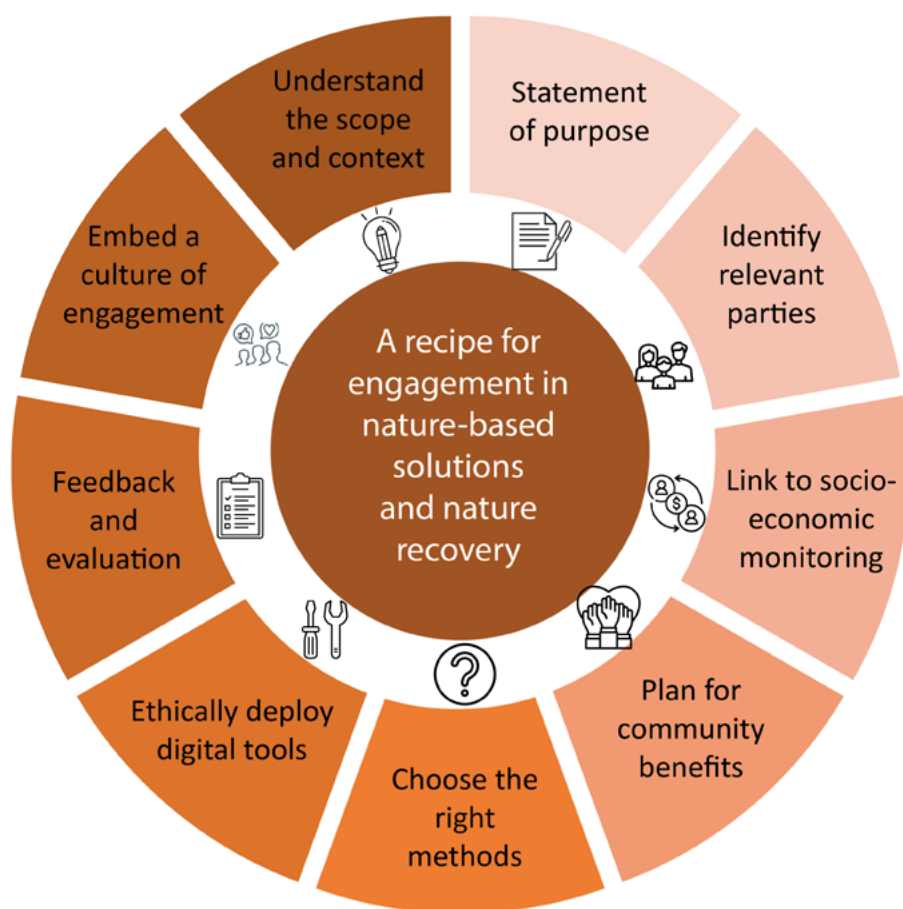 A recipe for
engagement in
nature-based
solutions
and nature
recovery
Statement
of purpose
Identify
relevant
parties
Link to socio-
economic
monitoring
Plan for
community
benefits
Choose the
right
methods
Ethically deploy
digital tools
Feedback
and
evaluation
Embed a
culture of
engagement
Understand
the scope
and context
?
$